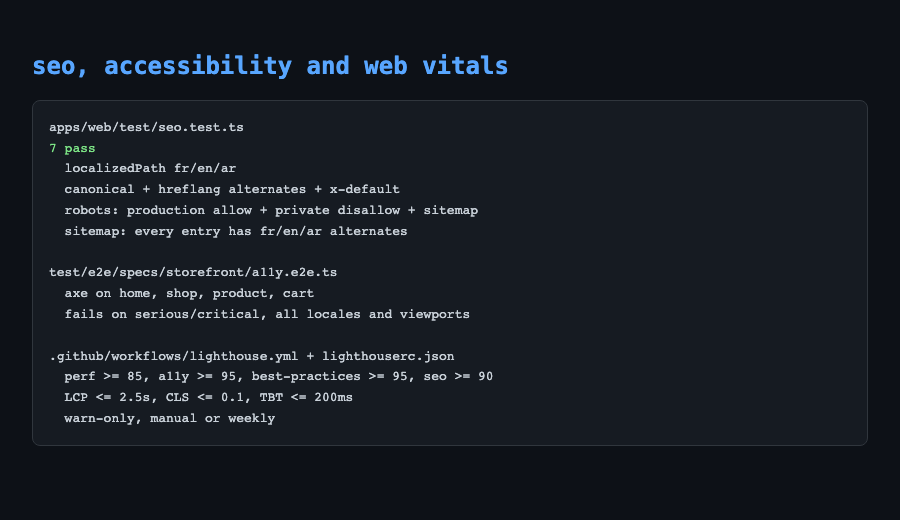 seo, accessibility and web vitals
apps/web/test/seo.test.ts
7 pass
localizedPath fr/en/ar
canonical + hreflang alternates + x-default
robots: production allow + private disallow + sitemap
sitemap: every entry has fr/en/ar alternates
test/e2e/specs/storefront/a11y.e2e.ts
axe on home, shop, product, cart
fails on serious/critical, all locales and viewports
.github/workflows/lighthouse.yml + lighthouserc.json
perf >= 85, a11y >= 95, best-practices >= 95, seo >= 90
LCP <= 2.5s, CLS <= 0.1, TBT <= 200ms
warn-only, manual or weekly